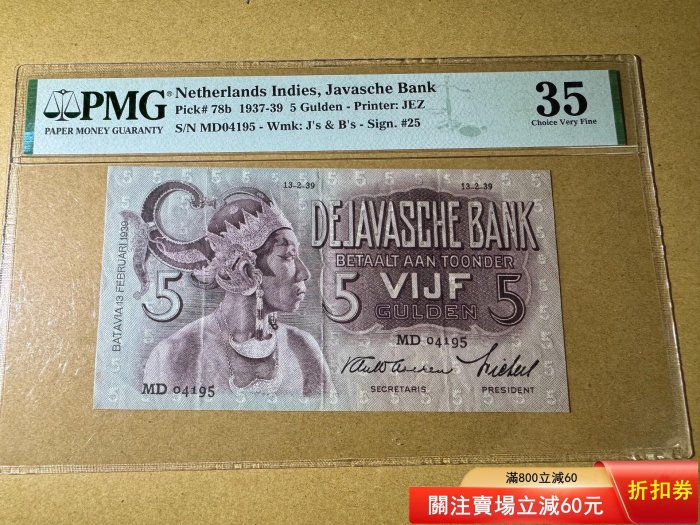 PMG®
PAPER MONEY GUARANTY
Netherlands Indies, Javasche Bank
Pick# 78b 1937-39 5 Gulden - Printer: JEZ
S/N MD04195 - Wmk: J's & B's - Sign. #25
35
Choice Very Fine
13-2-39
13-2-39
DE JAVASCHE BANK
BETAALT AAN TOONDER
5
5 VIJF 5
GULDEN
BATAVIA 13 FEBRUARI 1939
MD 04195
MD 04195
SECRETARIS
PRESIDENT
滿800立減60
關注賣場立減60元
折扣券